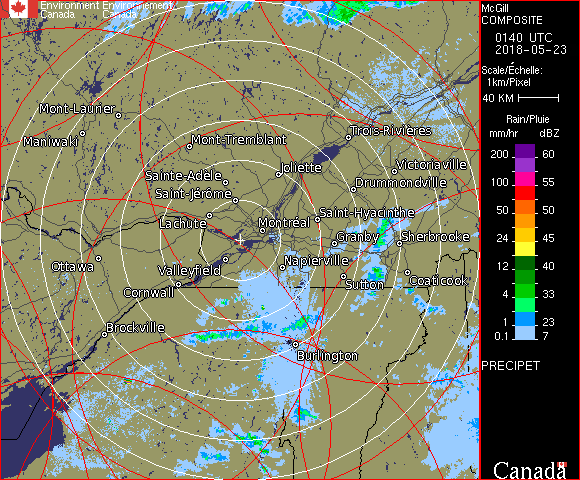 Environment Environnement
Canada Canada
McGill
COMPOSITE
0140 UTC
2018-05-23
Scale/Échelle:
1km/Pixel
40 KM
Rain/Pluie
mm/hr dBZ
200 60
150 57
100 55
50 50
24 45
12 40
4 33
1 23
0.1 7
PRECIPET
Canada
Mont-Laurier
Maniwaki
Mont-Tremblant
Trois-Rivières
Sainte-Adèle
Joliette
Victoriaville
Saint-Jérôme
Drummondville
Lachute
Montréal
Saint-Hyacinthe
Granby
Sherbrooke
Ottawa
Valleyfield
Napierville
Cornwall
Sutton
Coaticook
Brockville
Burlington